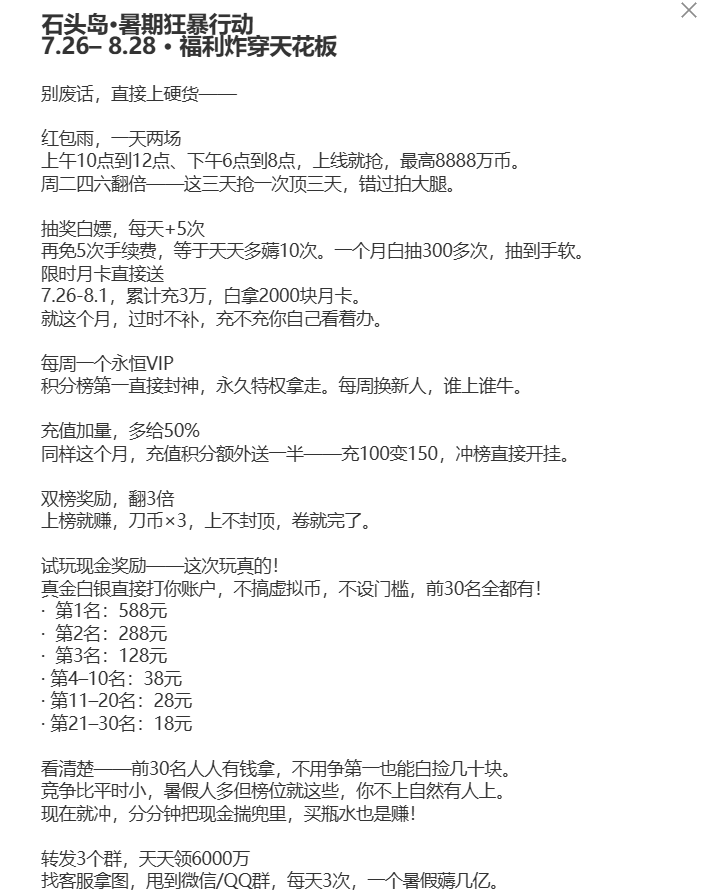 石头岛•暑期狂暴行动
7.26– 8.28 • 福利炸穿天花板
别废话，直接上硬货——
红包雨，一天两场
上午10点到12点、下午6点到8点，上线就抢，最高8888万币。
周二四六翻倍——这三天抢一次顶三天，错过拍大腿。
抽奖白嫖，每天+5次
再免5次手续费，等于天天多薅10次。一个月白抽300多次，抽到手软。
限时月卡直接送
7.26-8.1，累计充3万，白拿2000块月卡。
就这个月，过时不补，充不充你自己看着办。
每周一个永恒VIP
积分榜第一直接封神，永久特权拿走。每周换新人，谁上谁牛。
充值加量，多给50%
同样这个月，充值积分额外送一半——充100变150，冲榜直接开挂。
双榜奖励，翻3倍
上榜就赚，刀币×3，上不封顶，卷就完了。
试玩现金奖励——这次玩真的！
真金白银直接打你账户，不搞虚拟币，不设门槛，前30名全都有！
· 第1名：588元
· 第2名：288元
· 第3名：128元
· 第4–10名：38元
· 第11–20名：28元
· 第21–30名：18元
看清楚——前30名人人有钱拿，不用争第一也能白捡几十块。
竞争比平时小，暑假人多但榜位就这些，你不上自然有人上。
现在就冲，分分钟把现金揣兜里，买瓶水也是赚！
转发3个群，天天领6000万
找客服拿图，甩到微信/QQ群，每天3次，一个暑假薅几亿。